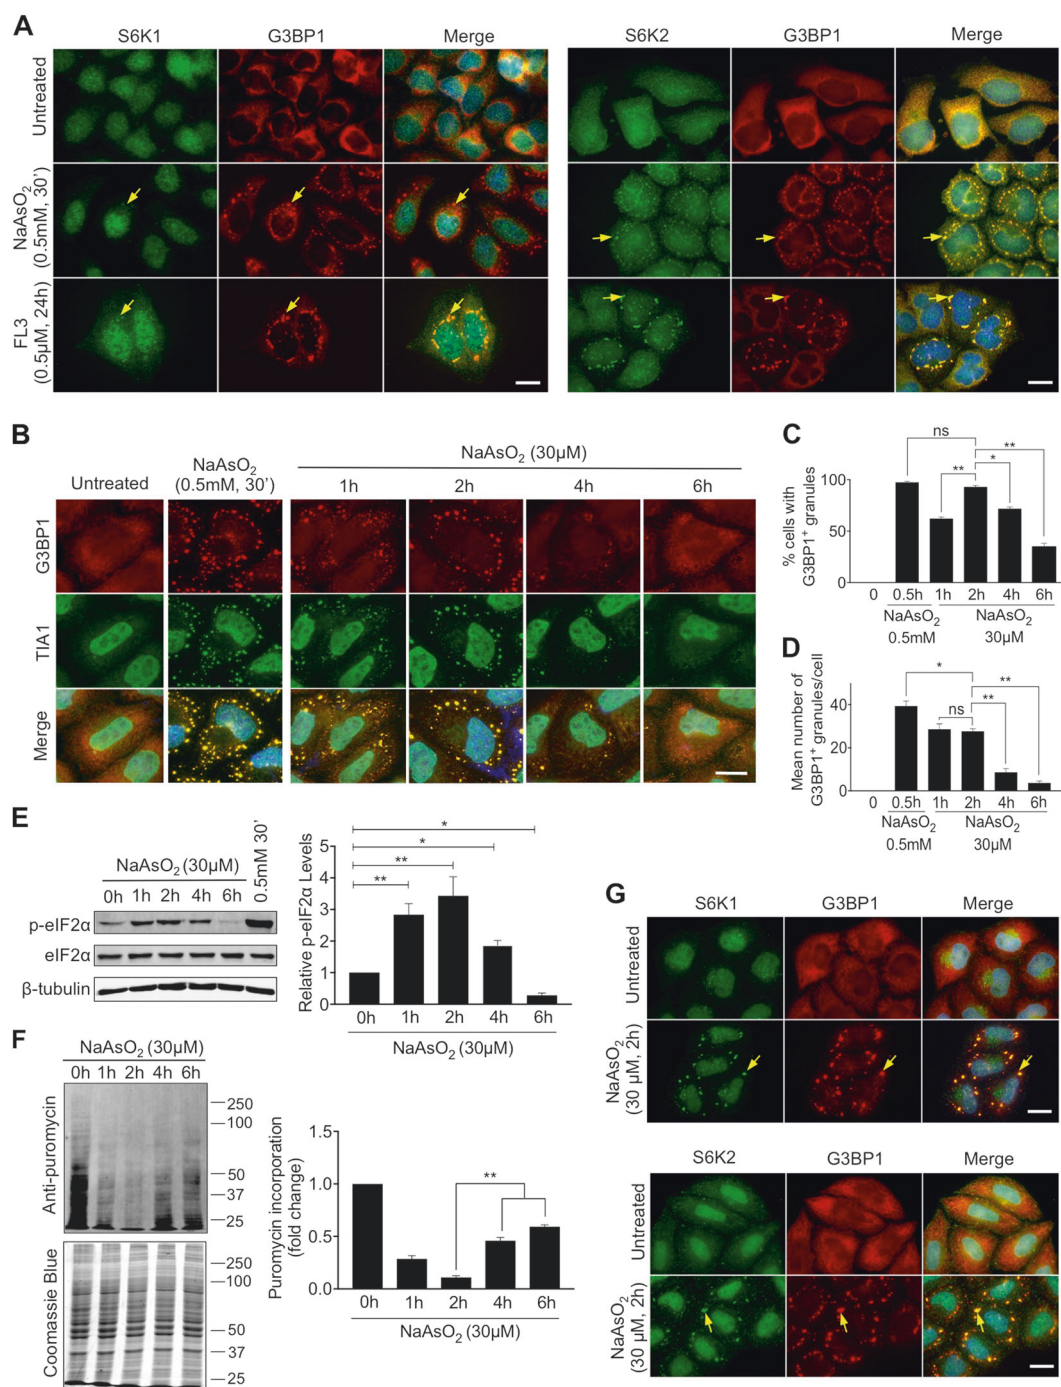 A
S6K1 G3BP1 Merge S6K2 G3BP1 Merge
Untreated
NaAsO2
(0.5mM, 30’)
FL3
(0.5µM, 24h)
B
NaAsO2 (30µM)
Untreated NaAsO2
(0.5mM, 30’) 1h 2h 4h 6h
G3BP1
TIA1
Merge
C
ns
**
** *
% cells with
G3BP1+ granules
100
50
0
0 0.5h 1h 2h 4h 6h
NaAsO2 NaAsO2
0.5mM 30µM
D
*
**
ns **
Mean number of
G3BP1+ granules/cell
40
20
0
0 0.5h 1h 2h 4h 6h
NaAsO2 NaAsO2
0.5mM 30µM
E
NaAsO2 (30µM)
0.5mM 30’
0h 1h 2h 4h 6h
p-eIF2α
eIF2α
β-tubulin
*
*
**
**
Relative p-eIF2α Levels
5
4
3
2
1
0
0h 1h 2h 4h 6h
NaAsO2 (30µM)
F
NaAsO2 (30µM)
0h 1h 2h 4h 6h
Anti-puromycin
250
100
50
37
25
Coomassie Blue
250
100
50
37
25
**
Puromycin incorporation
(fold change)
1.5
1.0
0.5
0.0
0h 1h 2h 4h 6h
NaAsO2 (30µM)
G
S6K1 G3BP1 Merge
Untreated
NaAsO2
(30 µM, 2h)
S6K2 G3BP1 Merge
Untreated
NaAsO2
(30 µM, 2h)